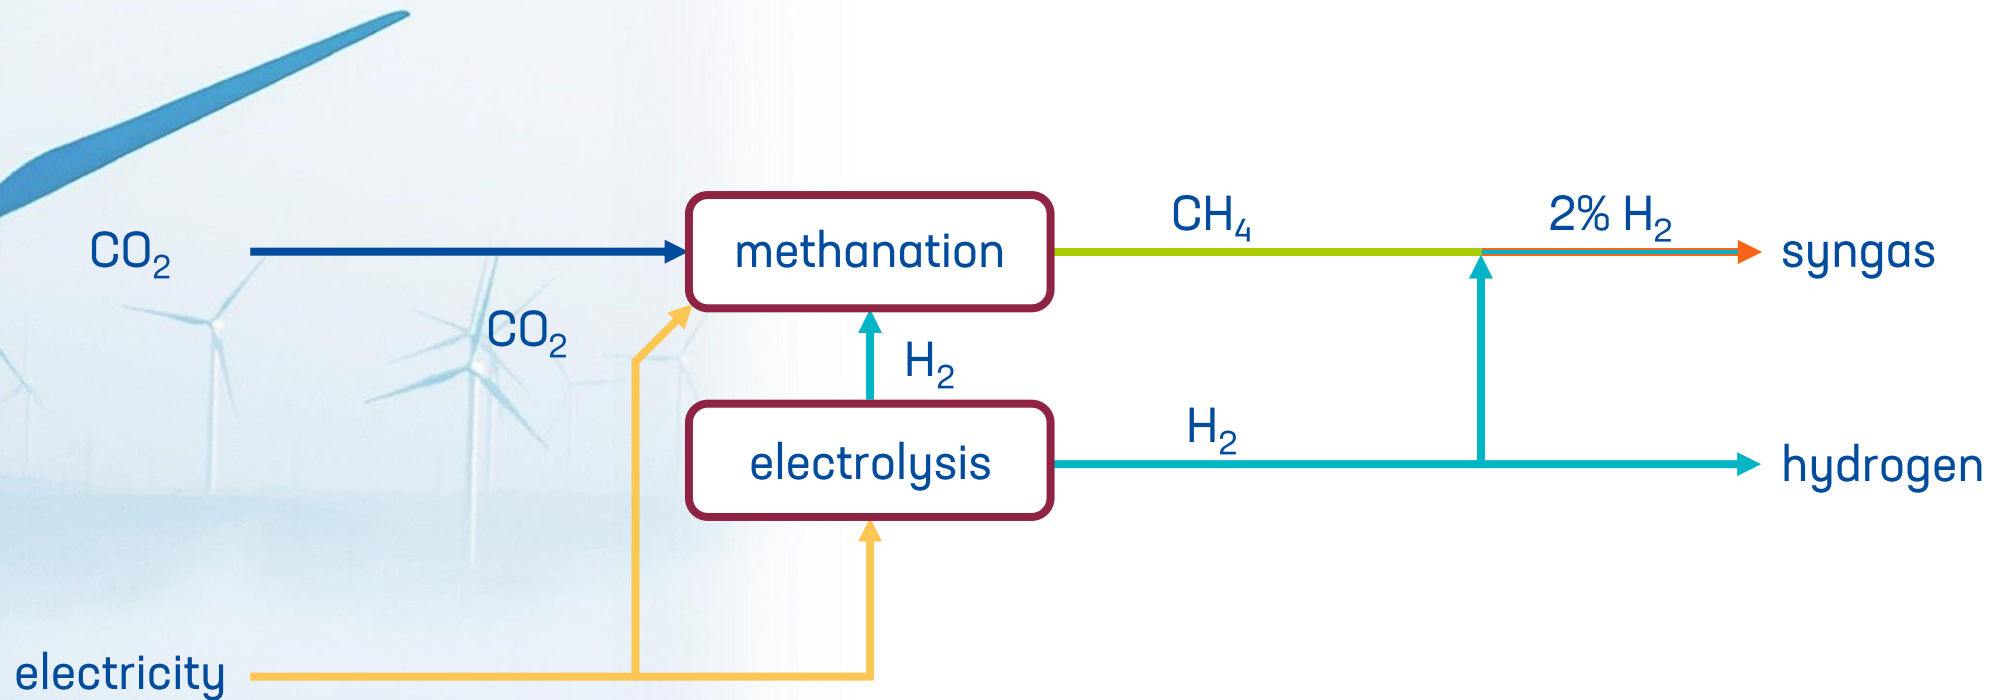 CH₄
2% H₂
CO₂
methanation
syngas
CO₂
H₂
H₂
electrolysis
hydrogen
electricity